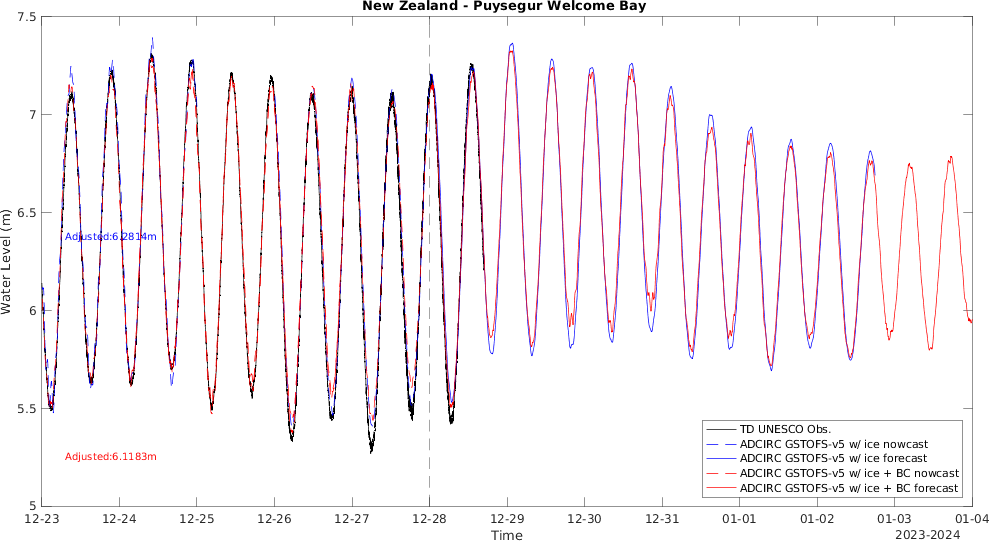 New Zealand - Puysegur Welcome Bay
7.5
7
6.5
6
5.5
5
Water Level (m)
Adjusted:6.2814m
Adjusted:6.1183m
TD UNESCO Obs.
ADCIRC GSTOFS-v5 w/ ice nowcast
ADCIRC GSTOFS-v5 w/ ice forecast
ADCIRC GSTOFS-v5 w/ ice + BC nowcast
ADCIRC GSTOFS-v5 w/ ice + BC forecast
12-23 12-24 12-25 12-26 12-27 12-28 12-29 12-30 12-31 01-01 01-02 01-03 01-04
Time
2023-2024